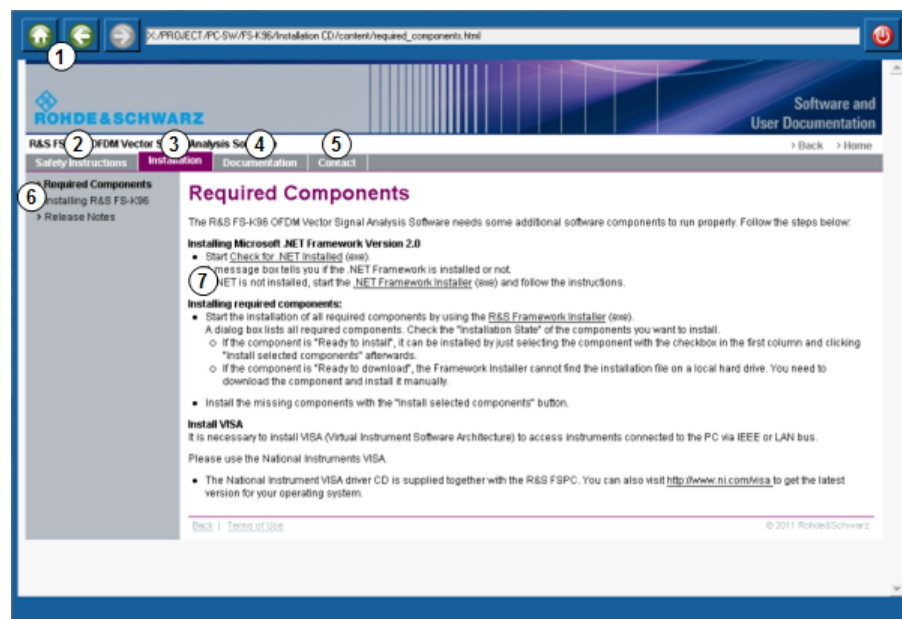 X:/PROJECT/PC-SW/FS-K96/Installation CD/content/required_components.html
1
ROHDE&SCHWARZ
Software and
User Documentation
R&S FS OFDM Vector S Analysis So
> Back > Home
2
3
4
5
Safety Instructions
Installation
Documentation
Contact
Required Components
6
Installing R&S FS-K96
> Release Notes
Required Components
The R&S FS-K96 OFDM Vector Signal Analysis Software needs some additional software components to run properly. Follow the steps below:
Installing Microsoft .NET Framework Version 2.0
• Start Check for .NET Installed (exe).
message box tells you if the .NET Framework is installed or not.
7
NET is not installed, start the .NET Framework Installer (exe) and follow the instructions.
Installing required components:
• Start the installation of all required components by using the R&S Framework Installer (exe).
A dialog box lists all required components. Check the "Installation State" of the components you want to install.
o If the component is "Ready to install", it can be installed by just selecting the component with the checkbox in the first column and clicking
"Install selected components" afterwards.
o If the component is "Ready to download", the Framework Installer cannot find the installation file on a local hard drive. You need to
download the component and install it manually.
• Install the missing components with the "Install selected components" button.
Install VISA
It is necessary to install VISA (Virtual Instrument Software Architecture) to access instruments connected to the PC via IEEE or LAN bus.
Please use the National Instruments VISA.
• The National Instrument VISA driver CD is supplied together with the R&S FSPC. You can also visit http://www.ni.com/visa to get the latest
version for your operating system.
Back | Terms of Use
© 2011 Rohde&Schwarz